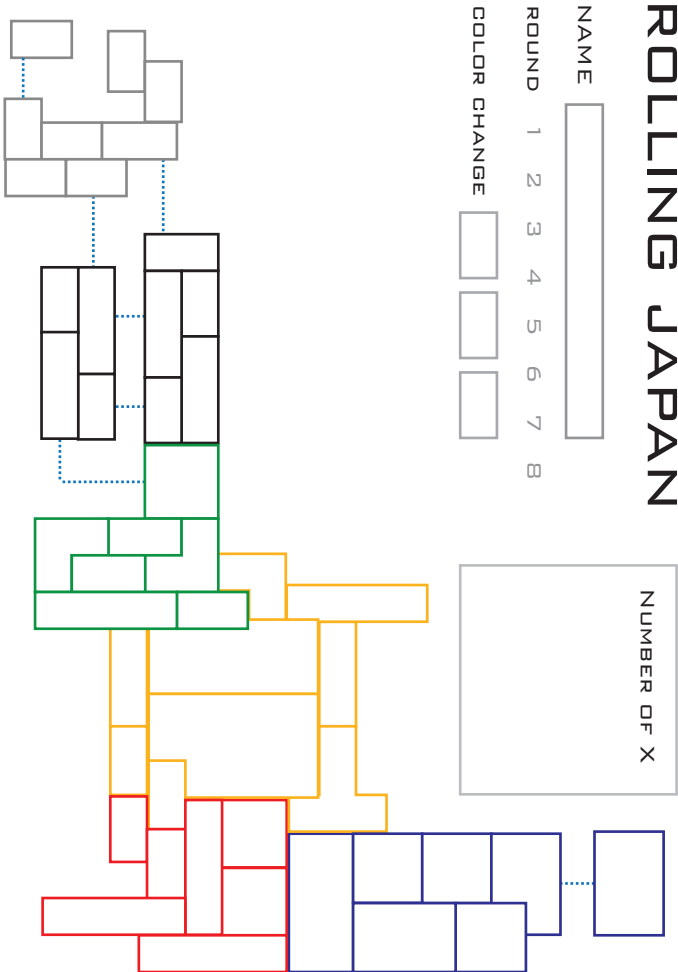 ROLLING JAPAN
NAME
ROUND 1 2 3 4 5 6 7 8
COLOR CHANGE
NUMBER OF X